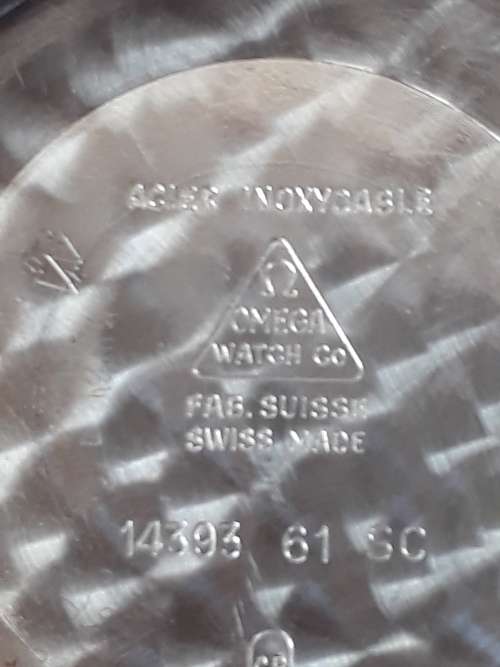 ACIER INOXYDABLE
Ω
OMEGA
WATCH Co
FAB. SUISSE
SWISS MADE
14393 61 SC